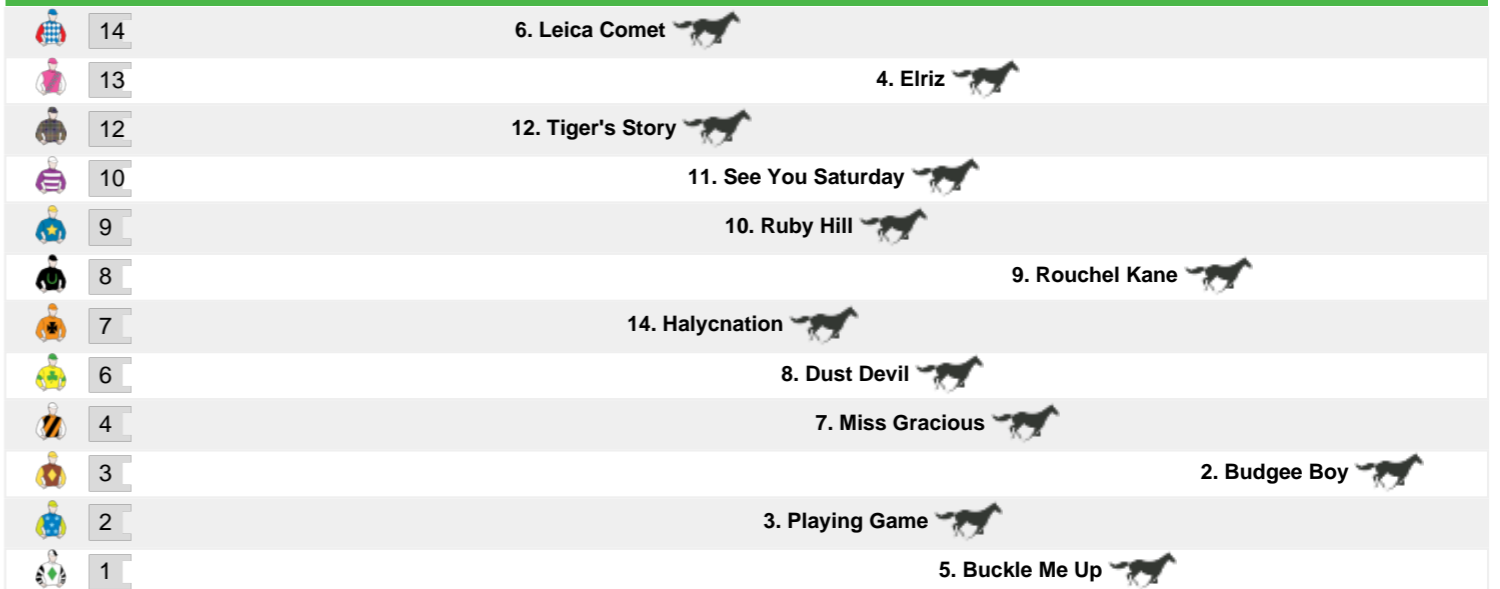 14 6. Leica Comet
13 4. Elriz
12 12. Tiger's Story
10 11. See You Saturday
9 10. Ruby Hill
8 9. Rouchel Kane
7 14. Halycnation
6 8. Dust Devil
4 7. Miss Gracious
3 2. Budgee Boy
2 3. Playing Game
1 5. Buckle Me Up